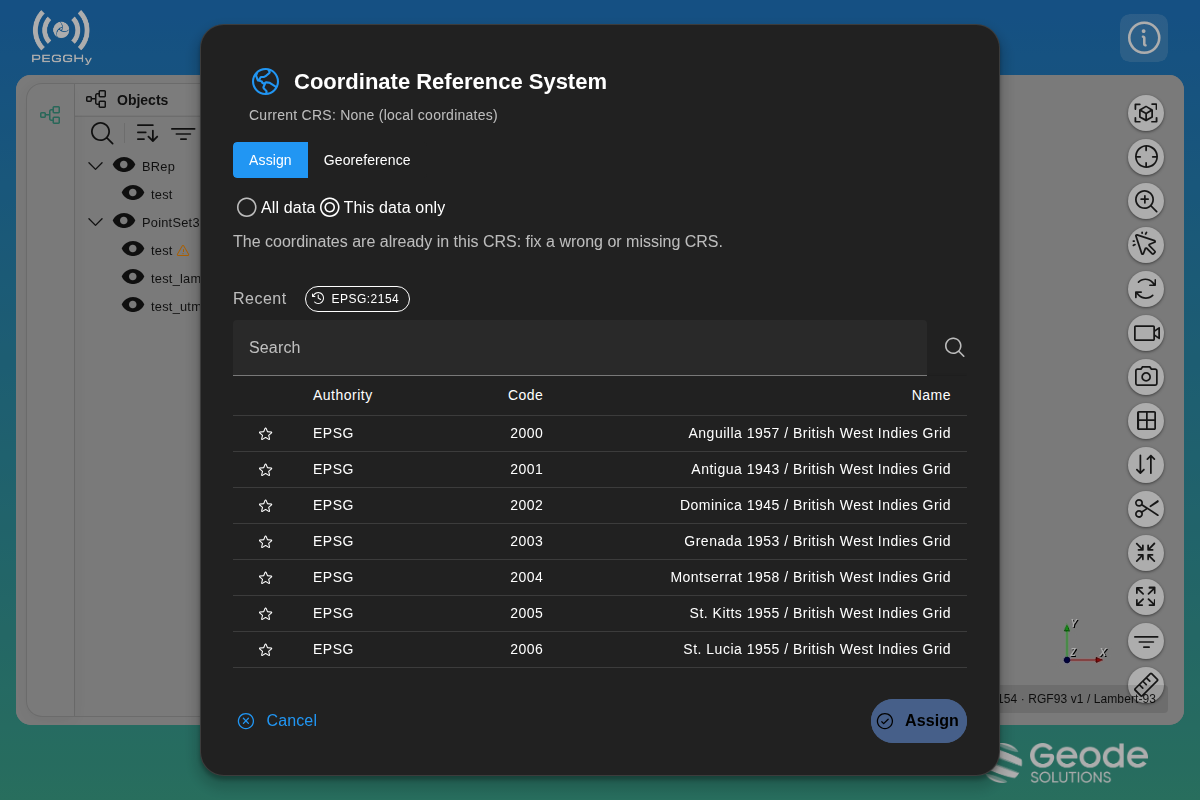 PEGGHy
Coordinate Reference System
Current CRS: None (local coordinates)
Objects
BRep
test
PointSet3
test
test_lam
test_utm
Assign
Georeference
All data
This data only
The coordinates are already in this CRS: fix a wrong or missing CRS.
Recent
EPSG:2154
Search
Authority Code Name
EPSG 2000 Anguilla 1957 / British West Indies Grid
EPSG 2001 Antigua 1943 / British West Indies Grid
EPSG 2002 Dominica 1945 / British West Indies Grid
EPSG 2003 Grenada 1953 / British West Indies Grid
EPSG 2004 Montserrat 1958 / British West Indies Grid
EPSG 2005 St. Kitts 1955 / British West Indies Grid
EPSG 2006 St. Lucia 1955 / British West Indies Grid
Y
Z X
154 · RGF93 v1 / Lambert-93
Cancel
Assign
Geode
SOLUTIONS